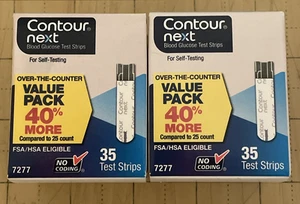 Contour
next
Blood Glucose Test Strips
For Self-Testing
OVER-THE-COUNTER
VALUE
PACK
40%
MORE
Compared to 25 count
FSA/HSA ELIGIBLE
NO
CODING
7277
35
Test Strips
Contour
next
Blood Glucose Test Strips
For Self-Testing
OVER-THE-COUNTER
VALUE
PACK
40%
MORE
Compared to 25 count
FSA/HSA ELIGIBLE
NO
CODING
7277
35
Test Strips